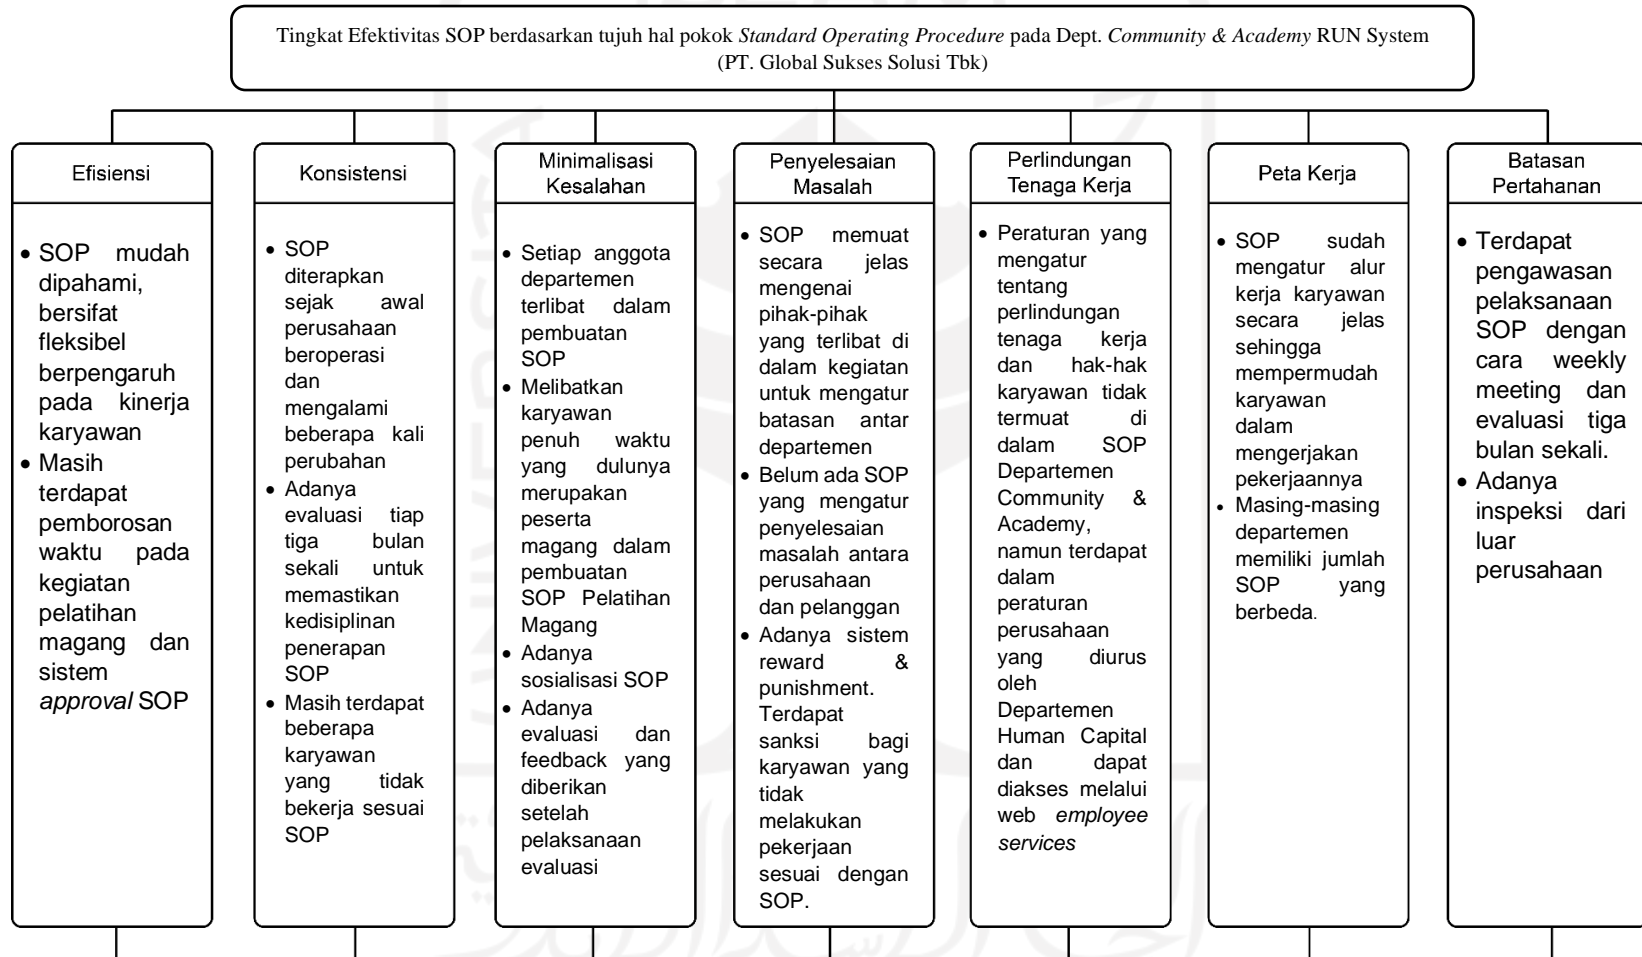 Tingkat Efektivitas SOP berdasarkan tujuh hal pokok Standard Operating Procedure pada Dept. Community & Academy RUN System
(PT. Global Sukses Solusi Tbk)
Efisiensi
• SOP mudah
dipahami,
bersifat
fleksibel
berpengaruh
pada kinerja
karyawan
• Masih
terdapat
pemborosan
waktu pada
kegiatan
pelatihan
magang dan
sistem
approval SOP
Konsistensi
• SOP
diterapkan
sejak awal
perusahaan
beroperasi
dan
mengalami
beberapa kali
perubahan
• Adanya
evaluasi tiap
tiga bulan
sekali untuk
memastikan
kedisiplinan
penerapan
SOP
• Masih terdapat
beberapa
karyawan
yang tidak
bekerja sesuai
SOP
Minimalisasi
Kesalahan
• Setiap anggota
departemen
terlibat dalam
pembuatan
SOP
• Melibatkan
karyawan
penuh waktu
yang dulunya
merupakan
peserta
magang dalam
pembuatan
SOP Pelatihan
Magang
• Adanya
sosialisasi SOP
• Adanya
evaluasi dan
feedback yang
diberikan
setelah
pelaksanaan
evaluasi
Penyelesaian
Masalah
• SOP memuat
secara jelas
mengenai
pihak-pihak
yang terlibat di
dalam kegiatan
untuk mengatur
batasan antar
departemen
• Belum ada SOP
yang mengatur
penyelesaian
masalah antara
perusahaan
dan pelanggan
• Adanya sistem
reward &
punishment.
Terdapat
sanksi bagi
karyawan yang
tidak
melakukan
pekerjaan
sesuai dengan
SOP.
Perlindungan
Tenaga Kerja
• Peraturan yang
mengatur
tentang
perlindungan
tenaga kerja
dan hak-hak
karyawan tidak
termuat di
dalam SOP
Departemen
Community &
Academy,
namun terdapat
dalam
peraturan
perusahaan
yang diurus
oleh
Departemen
Human Capital
dan dapat
diakses melalui
web employee
services
Peta Kerja
• SOP sudah
mengatur alur
kerja karyawan
secara jelas
sehingga
mempermudah
karyawan
dalam
mengerjakan
pekerjaannya
• Masing-masing
departemen
memiliki jumlah
SOP yang
berbeda.
Batasan
Pertahanan
• Terdapat
pengawasan
pelaksanaan
SOP dengan
cara weekly
meeting dan
evaluasi tiga
bulan sekali.
• Adanya
inspeksi dari
luar
perusahaan